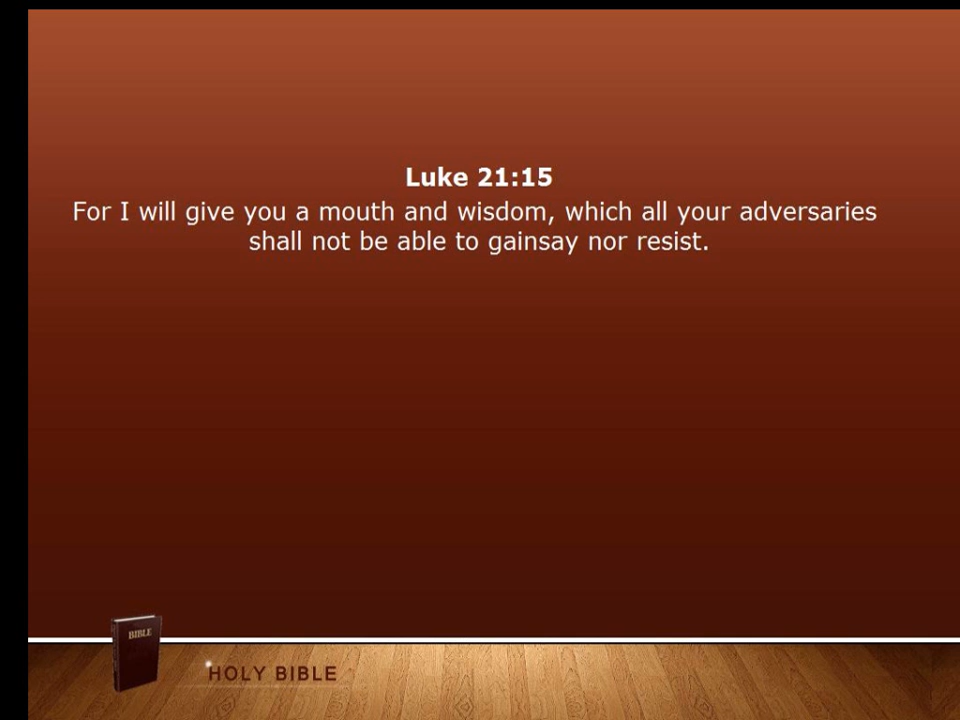 Luke 21:15
For I will give you a mouth and wisdom, which all your adversaries
shall not be able to gainsay nor resist.
BIBLE
HOLY BIBLE